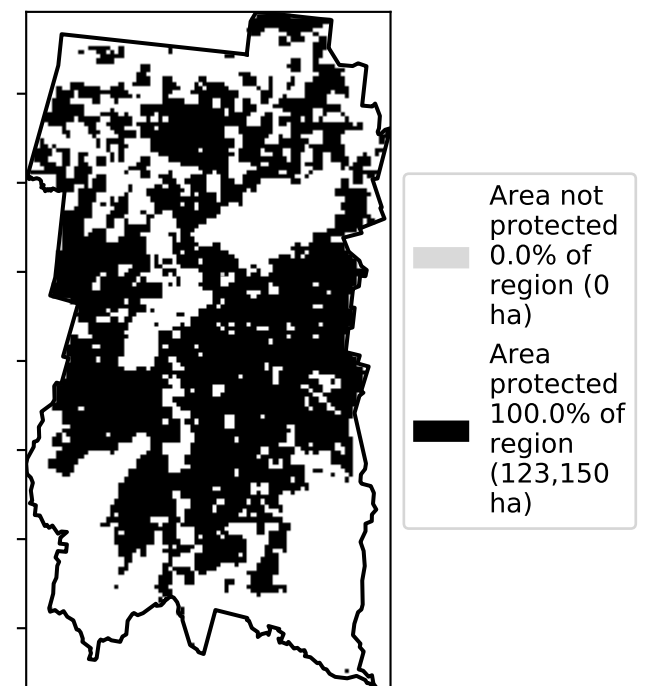 Area not
protected
0.0% of
region (0
ha)
Area
protected
100.0% of
region
(123,150
ha)